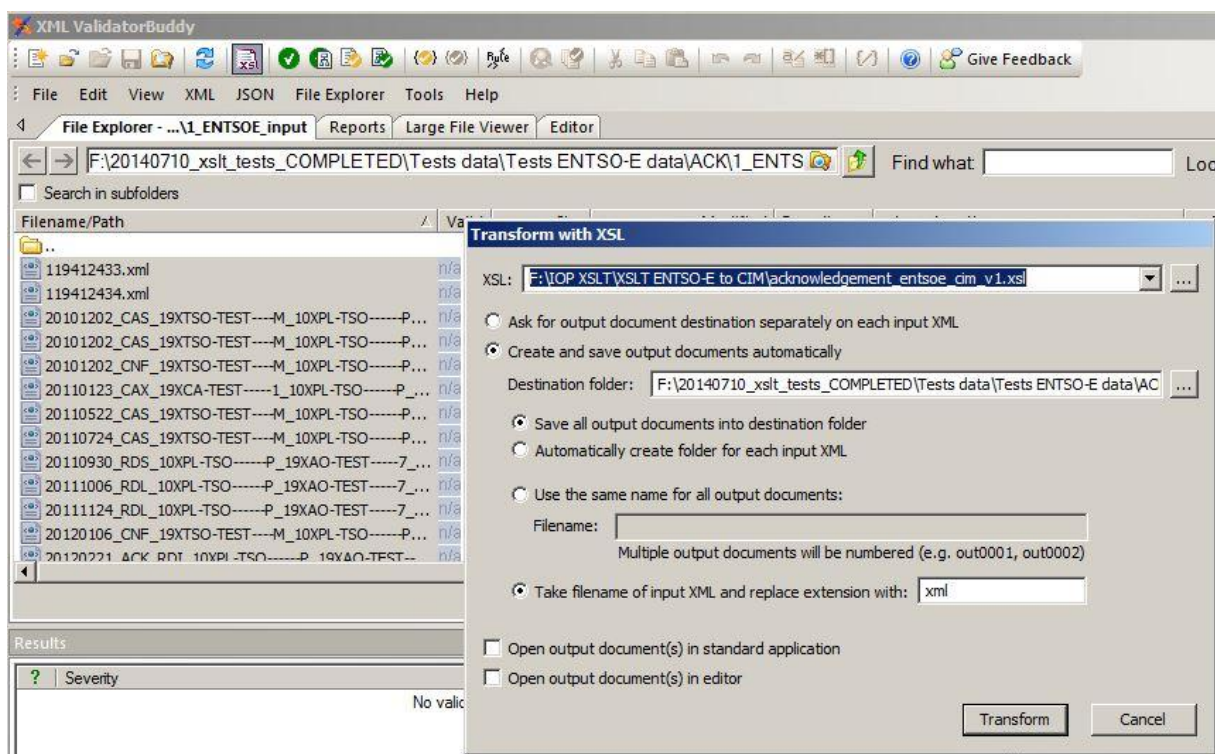 XML ValidatorBuddy
xsl Rule Give Feedback
File Edit View XML JSON File Explorer Tools Help
File Explorer - ...\1_ENTSOE_input Reports Large File Viewer Editor
F:\20140710_xslt_tests_COMPLETED\Tests data\Tests ENTSO-E data\ACK\1_ENTS Find what Loc
Search in subfolders
Filename/Path
Transform with XSL
..
119412433.xml n/a
119412434.xml n/a
20101202_CAS_19XTSO-TEST----M_10XPL-TSO------P... n/a
20101202_CAS_19XTSO-TEST----M_10XPL-TSO------P... n/a
20101202_CNF_19XTSO-TEST----M_10XPL-TSO------P... n/a
20110123_CAX_19XCA-TEST-----1_10XPL-TSO------P_... n/a
20110522_CAS_19XTSO-TEST----M_10XPL-TSO------P... n/a
20110724_CAS_19XTSO-TEST----M_10XPL-TSO------P... n/a
20110930_RDS_10XPL-TSO------P_19XAO-TEST-----7_... n/a
20111006_RDL_10XPL-TSO------P_19XAO-TEST-----7_... n/a
20111124_RDL_10XPL-TSO------P_19XAO-TEST-----7_... n/a
20120106_CNF_19XTSO-TEST----M_10XPL-TSO------P... n/a
20120221_ACK_RDL_10XPL-TSO------P_19XAO-TEST-- n/a
XSL: F:\IOP XSLT\XSLT ENTSO-E to CIM\acknowledgement_entsoe_cim_v1.xsl ...
Ask for output document destination separately on each input XML
Create and save output documents automatically
Destination folder: F:\20140710_xslt_tests_COMPLETED\Tests data\Tests ENTSO-E data\AC ...
Save all output documents into destination folder
Automatically create folder for each input XML
Use the same name for all output documents:
Filename:
Multiple output documents will be numbered (e.g. out0001, out0002)
Take filename of input XML and replace extension with: xml
Open output document(s) in standard application
Open output document(s) in editor
Transform Cancel
Results
? Severity
No valid